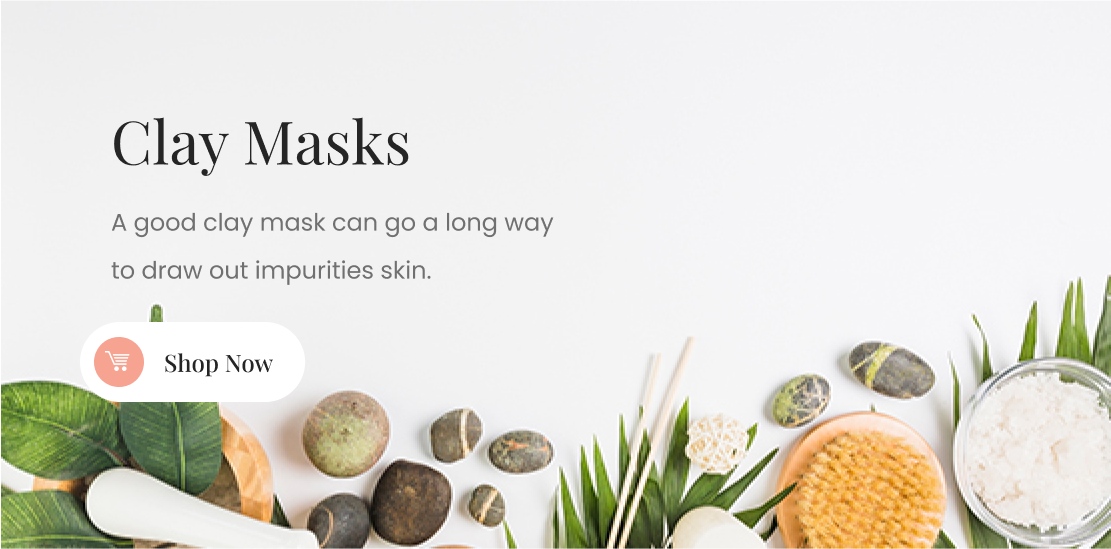 Clay Masks
A good clay mask can go a long way
to draw out impurities skin.
Shop Now